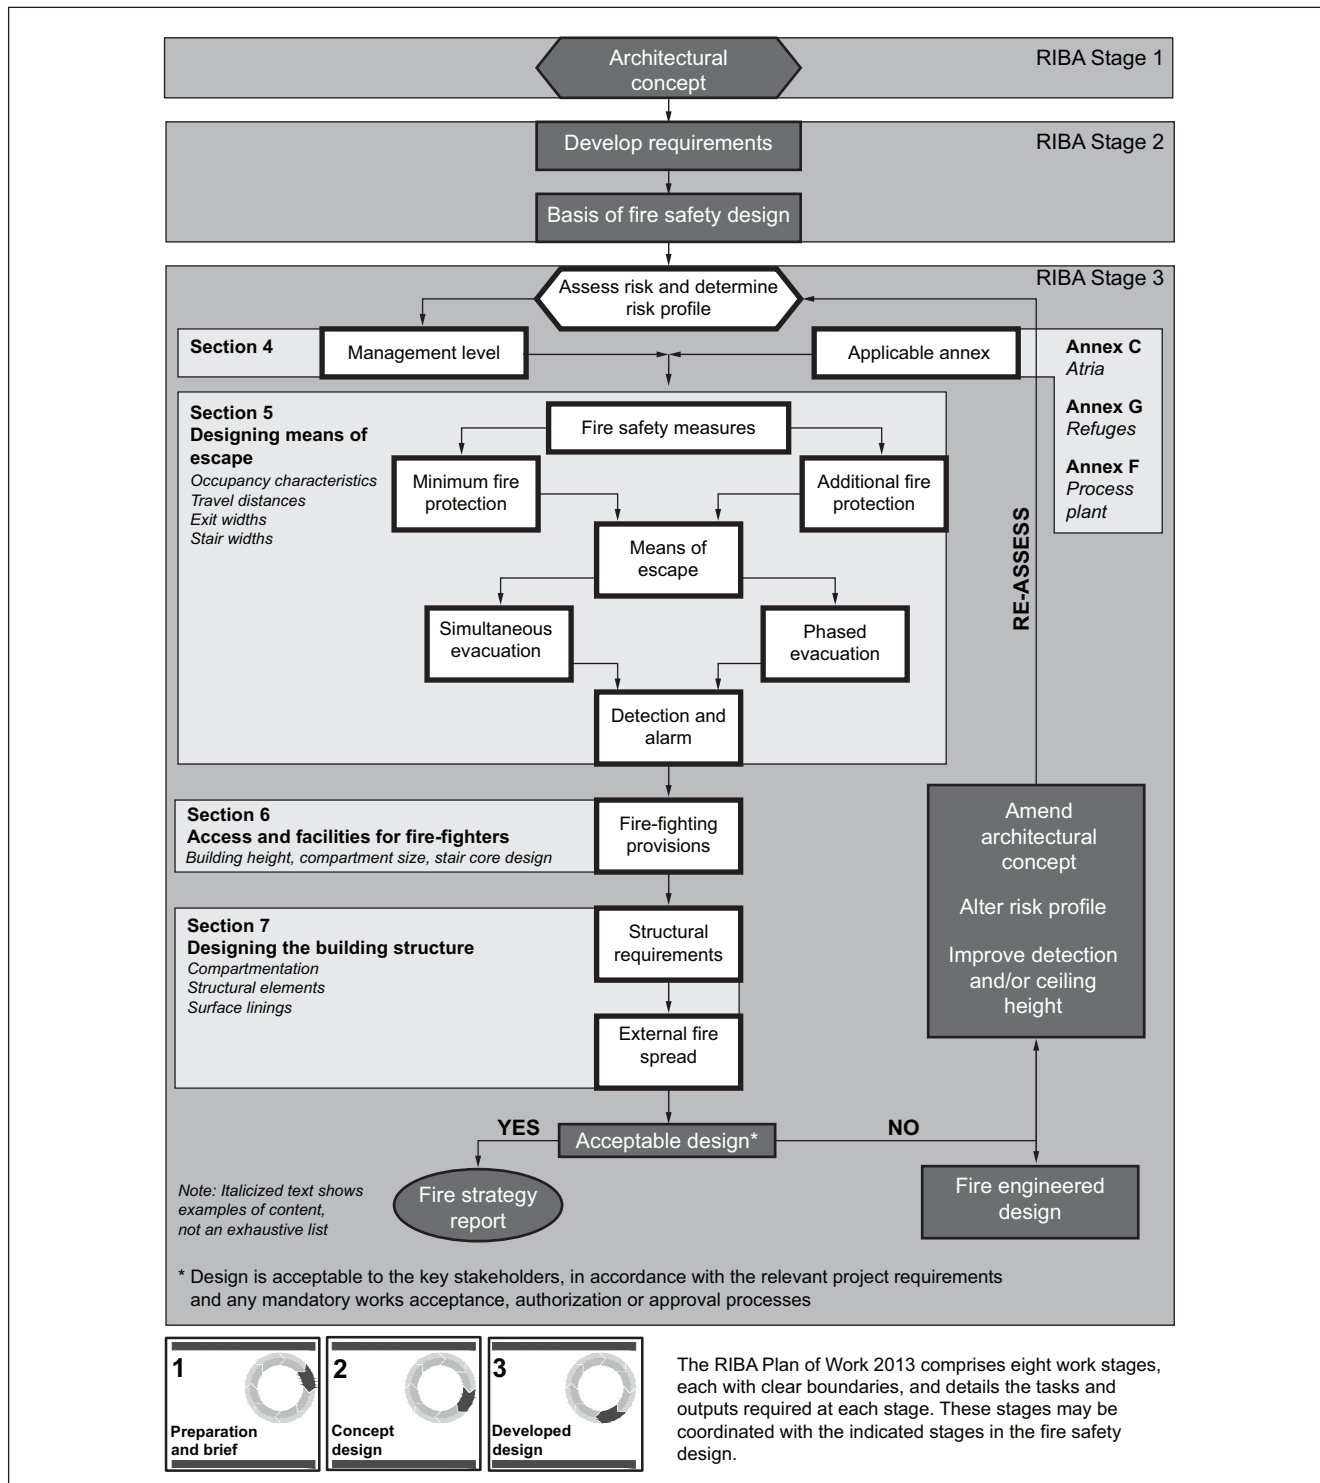 Architectural
concept
RIBA Stage 1
Develop requirements
RIBA Stage 2
Basis of fire safety design
RIBA Stage 3
Assess risk and determine
risk profile
Section 4
Management level
Applicable annex
Annex C
Atria
Annex G
Refuges
Annex F
Process
plant
Section 5
Designing means of
escape
Occupancy characteristics
Travel distances
Exit widths
Stair widths
Fire safety measures
Minimum fire
protection
Additional fire
protection
Means of
escape
Simultaneous
evacuation
Phased
evacuation
Detection and
alarm
RE-ASSESS
Section 6
Access and facilities for fire-fighters
Building height, compartment size, stair core design
Fire-fighting
provisions
Amend
architectural
concept
Alter risk profile
Improve detection
and/or ceiling
height
Section 7
Designing the building structure
Compartmentation
Structural elements
Surface linings
Structural
requirements
External fire
spread
YES
Acceptable design*
NO
Note: Italicized text shows
examples of content,
not an exhaustive list
Fire strategy
report
Fire engineered
design
* Design is acceptable to the key stakeholders, in accordance with the relevant project requirements
and any mandatory works acceptance, authorization or approval processes
1
Preparation
and brief
2
Concept
design
3
Developed
design
The RIBA Plan of Work 2013 comprises eight work stages,
each with clear boundaries, and details the tasks and
outputs required at each stage. These stages may be
coordinated with the indicated stages in the fire safety
design.